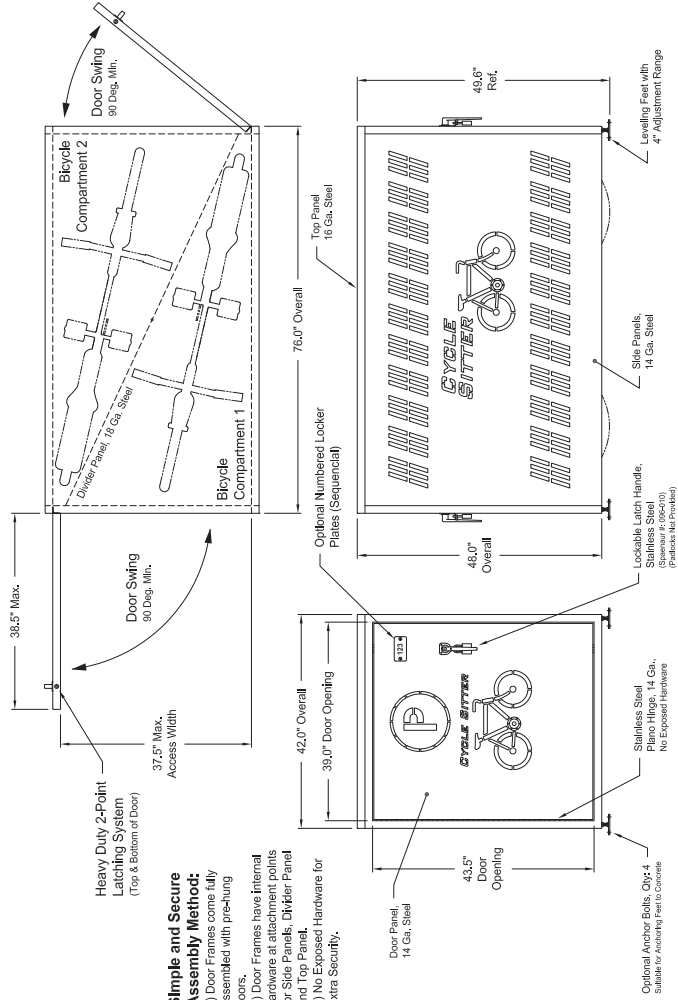 38.5" Max.
Door Swing
90 Deg. Min.
37.5" Max.
Access Width
Heavy Duty 2-Point
Latching System
(Top & Bottom of Door)
Bicycle
Compartment 1
Divider Panel, 18 Ga. Steel
Bicycle
Compartment 2
Door Swing
90 Deg. Min.
76.0" Overall
Simple and Secure
Assembly Method:
) Door Frames come fully
ssembled with pre-hung
oors.
) Door Frames have internal
ardware at attachment points
or Side Panels, Divider Panel
nd Top Panel.
) No Exposed Hardware for
xtra Security.
42.0" Overall
39.0" Door Opening
Optional Numbered Locker
Plates (Sequencial)
123
P
CYCLE SITTER
43.5"
Door
Opening
Door Panel,
14 Ga. Steel
Optional Anchor Bolts, Qty: 4
Suitable for Anchoring Feet to Concrete
Stainless Steel
Piano Hinge, 14 Ga.,
No Exposed Hardware
Lockable Latch Handle,
Stainless Steel
(Spaenaur #: 096-010)
(Padlocks Not Provided)
48.0"
Overall
Top Panel
16 Ga. Steel
CYCLE
SITTER
49.6"
Ref.
Side Panels,
14 Ga. Steel
Leveling Feet with
4" Adjustment Range